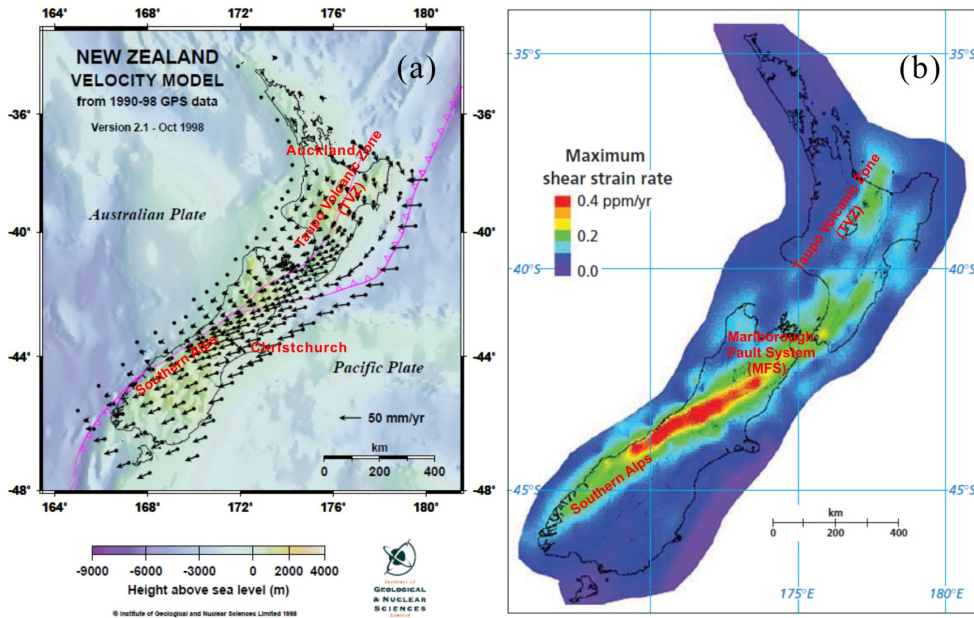 164° 168° 172° 176° 180°
NEW ZEALAND
VELOCITY MODEL
from 1990-98 GPS data
Version 2.1 - Oct 1998
(a)
-36°
Auckland
Taupo Volcanic Zone
(TVZ)
Australian Plate
-40°
Christchurch
Southern Alps
-44°
Pacific Plate
50 mm/yr
km
0 200 400
-48°
164° 168° 172° 176° 180°
-9000 -6000 -3000 0 2000 4000
Height above sea level (m)
Institute of
GEOLOGICAL
& NUCLEAR
SCIENCES
Limited
© Institute of Geological and Nuclear Sciences Limited 1998
(b)
35°S 35°S
Maximum
shear strain rate
0.4 ppm/yr
0.2
0.0
Taupo Volcanic Zone
(TVZ)
40°S 40°S
Marlborough
Fault System
(MFS)
Southern Alps
45°S 45°S
km
0 200 400
175°E 180°E